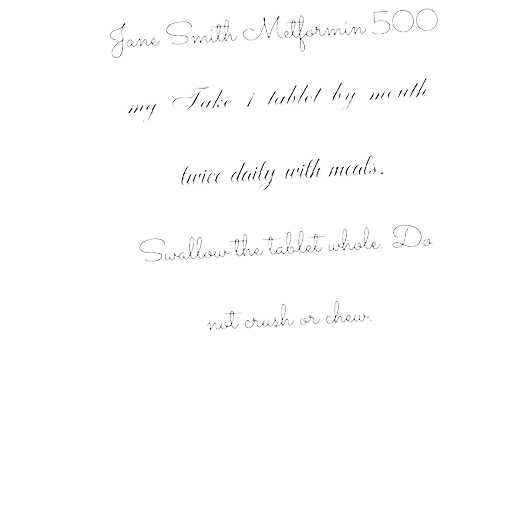 Jane Smith Metformin 500
my Take 1 tablet by mouth
twice daily with meals.
Swallow the tablet whole. Do
not crush or chew.